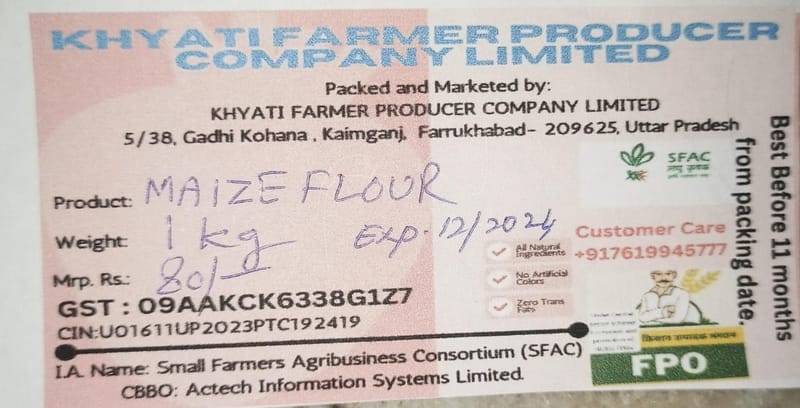 KHYATI FARMER PRODUCER
COMPANY LIMITED
Packed and Marketed by:
KHYATI FARMER PRODUCER COMPANY LIMITED
5/38, Gadhi Kohana , Kaimganj, Farrukhabad- 209625, Uttar Pradesh
SFAC
Product: MAIZE FLOUR
Weight: 1 kg
EXP. 12/2024
Mrp. Rs.: 80/-
All Natural
Ingredients
No Artificial
Colors
Zero Trans
Fats
Customer Care
+917619945777
GST : 09AAKCK6338G1Z7
CIN:U01611UP2023PTC192419
I.A. Name: Small Farmers Agribusiness Consortium (SFAC)
CBBO: Actech Information Systems Limited.
किसान उत्पादक संगठन
FPO
Best Before 11 months
from packing date.